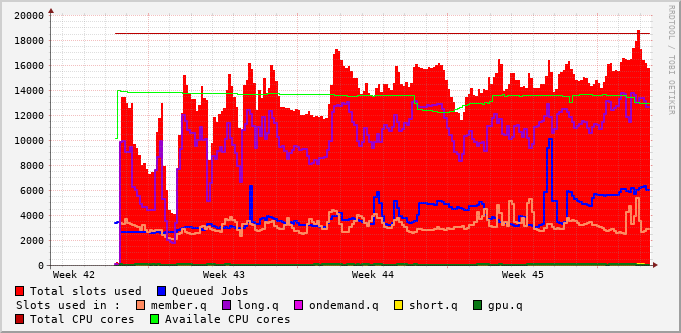 20000
18000
16000
14000
12000
10000
8000
6000
4000
2000
0
Week 42 Week 43 Week 44 Week 45
RRDTOOL / TOBI OETIKER
Total slots used Queued Jobs
Slots used in : member.q long.q ondemand.q short.q gpu.q
Total CPU cores Availale CPU cores